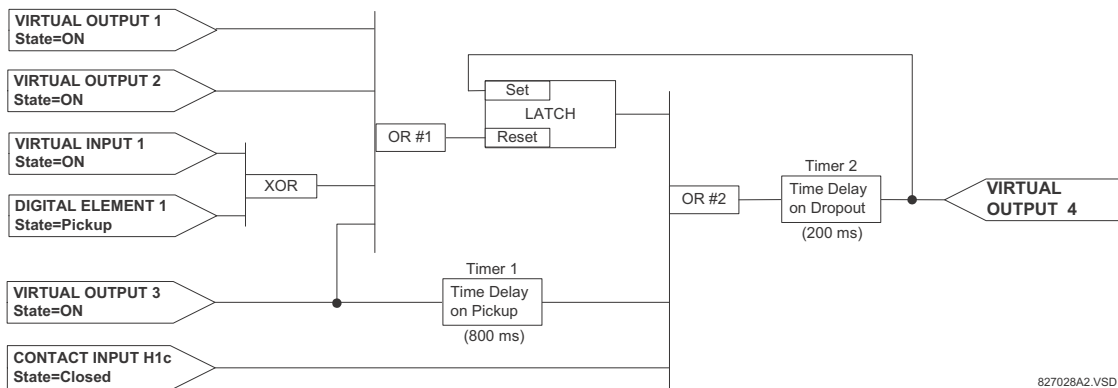 VIRTUAL OUTPUT 1
State=ON
VIRTUAL OUTPUT 2
State=ON
VIRTUAL INPUT 1
State=ON
DIGITAL ELEMENT 1
State=Pickup
VIRTUAL OUTPUT 3
State=ON
CONTACT INPUT H1c
State=Closed
XOR
OR #1
Set
LATCH
Reset
Timer 1
Time Delay
on Pickup
(800 ms)
OR #2
Timer 2
Time Delay
on Dropout
(200 ms)
VIRTUAL
OUTPUT 4
827028A2.VSD